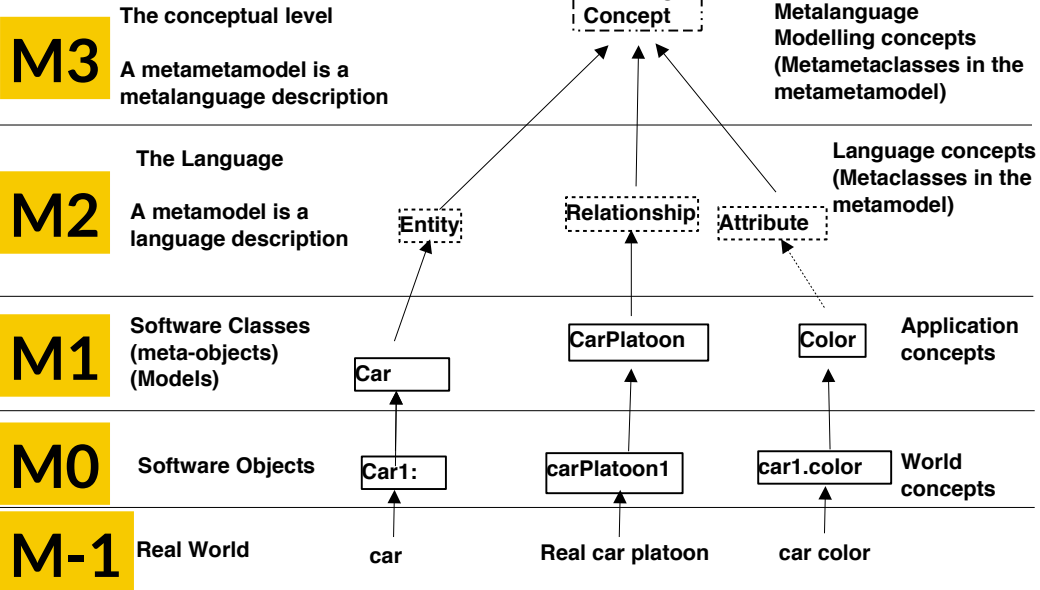 M3
The conceptual level
A metametamodel is a
metalanguage description
Concept
Metalanguage
Modelling concepts
(Metametaclasses in the
metametamodel)
M2
The Language
A metamodel is a
language description
Entity
Relationship
Attribute
Language concepts
(Metaclasses in the
metamodel)
M1
Software Classes
(meta-objects)
(Models)
Car
CarPlatoon
Color
Application
concepts
M0
Software Objects
Car1:
carPlatoon1
car1.color
World
concepts
M-1
Real World
car
Real car platoon
car color